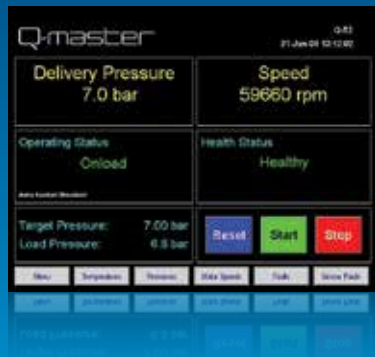 Q-master
Delivery Pressure
7.0 bar
Speed
59660 rpm
Operating Status
Onload
Health Status
Healthy
Target Pressure: 7.00 bar
Load Pressure: 6.8 bar
Reset
Start
Stop
Menu
Temperatures
Pressures
Tools